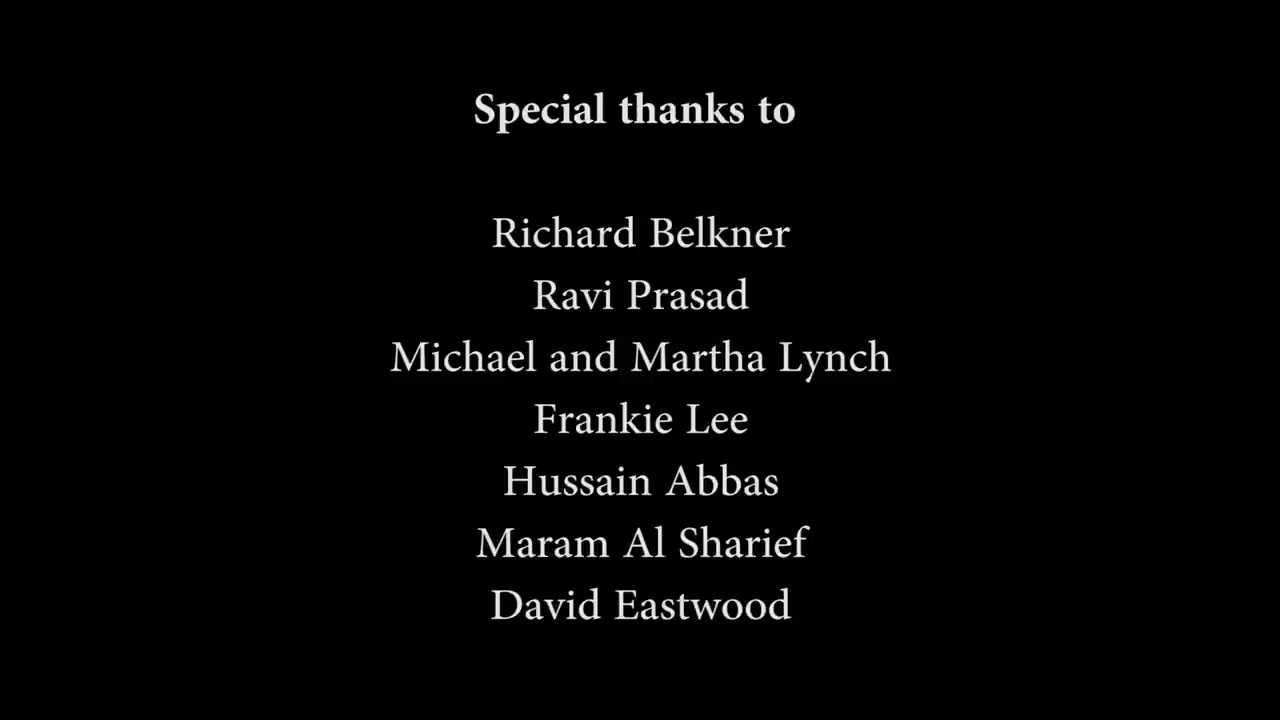 Special thanks to
Richard Belkner
Ravi Prasad
Michael and Martha Lynch
Frankie Lee
Hussain Abbas
Maram Al Sharief
David Eastwood